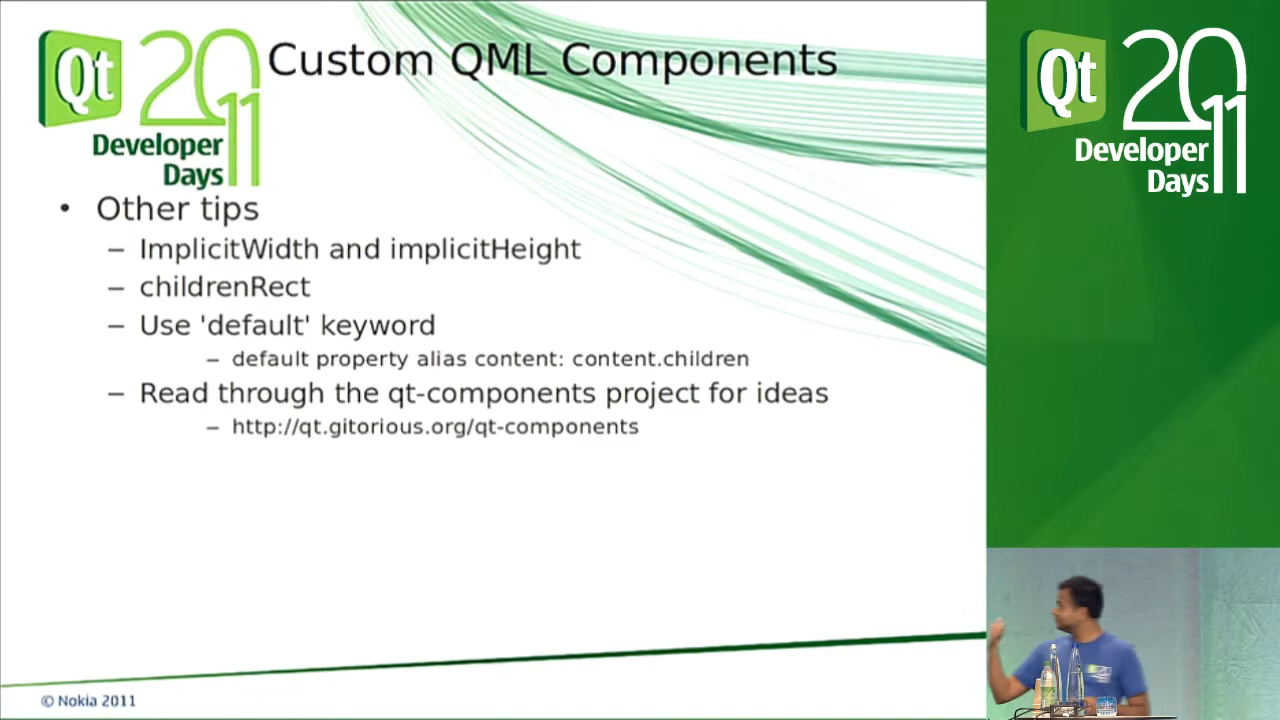 Qt 2011
Developer
Days
Custom QML Components
• Other tips
– ImplicitWidth and implicitHeight
– childrenRect
– Use 'default' keyword
– default property alias content: content.children
– Read through the qt-components project for ideas
– http://qt.gitorious.org/qt-components
© Nokia 2011
Qt 2011
Developer
Days